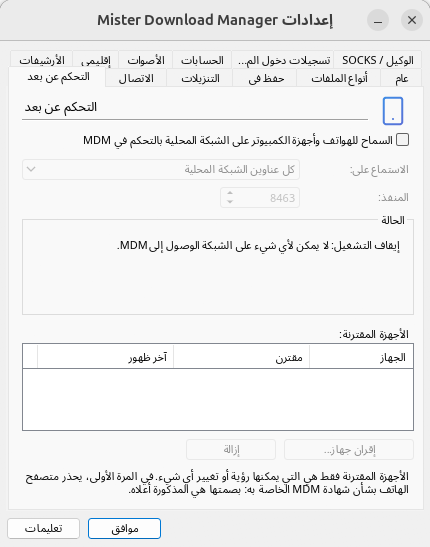 إعدادات Mister Download Manager
الوكيل / SOCKS
تسجيلات دخول الم...
الحسابات
الأصوات
إقليمي
الأرشيفات
عام
أنواع الملفات
حفظ في
التنزيلات
الاتصال
التحكم عن بعد
التحكم عن بعد
السماح للهواتف وأجهزة الكمبيوتر على الشبكة المحلية بالتحكم في MDM
الاستماع على:
كل عناوين الشبكة المحلية
المنفذ:
8463
الحالة
إيقاف التشغيل: لا يمكن لأي شيء على الشبكة الوصول إلى MDM.
الأجهزة المقترنة:
الجهاز
مقترن
آخر ظهور
إقران جهاز...
إزالة
الأجهزة المقترنة فقط هي التي يمكنها رؤية أو تغيير أي شيء. في المرة الأولى، يحذر متصفح
الهاتف بشأن شهادة MDM الخاصة به: بصمتها هي المذكورة أعلاه.
موافق
تعليمات